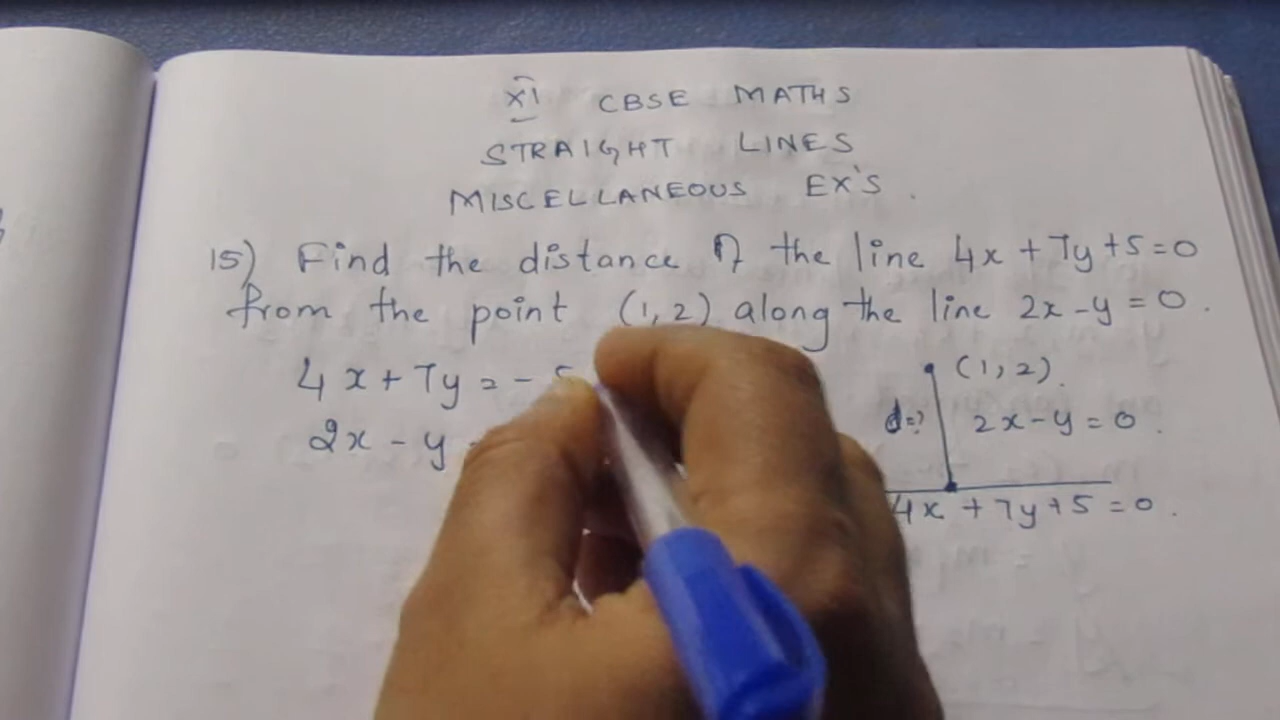 XI CBSE MATHS
STRAIGHT LINES
MISCELLANEOUS EX'S.
15) Find the distance of the line 4x + 7y + 5 = 0
from the point (1, 2) along the line 2x - y = 0.
4x + 7y = - 5
2x - y
(1, 2).
d = ?
2x - y = 0.
4x + 7y + 5 = 0.